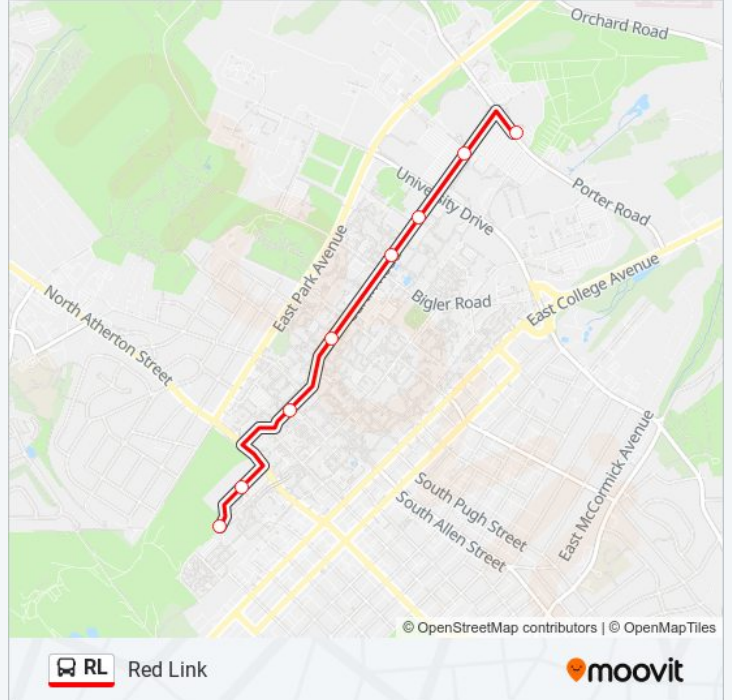 Orchard Road
University Drive
Porter Road
East Park Avenue
East College Avenue
Bigler Road
North Atherton Street
East McCormick Avenue
South Pugh Street
South Allen Street
© OpenStreetMap contributors | © OpenMapTiles
RL Red Link
moovit